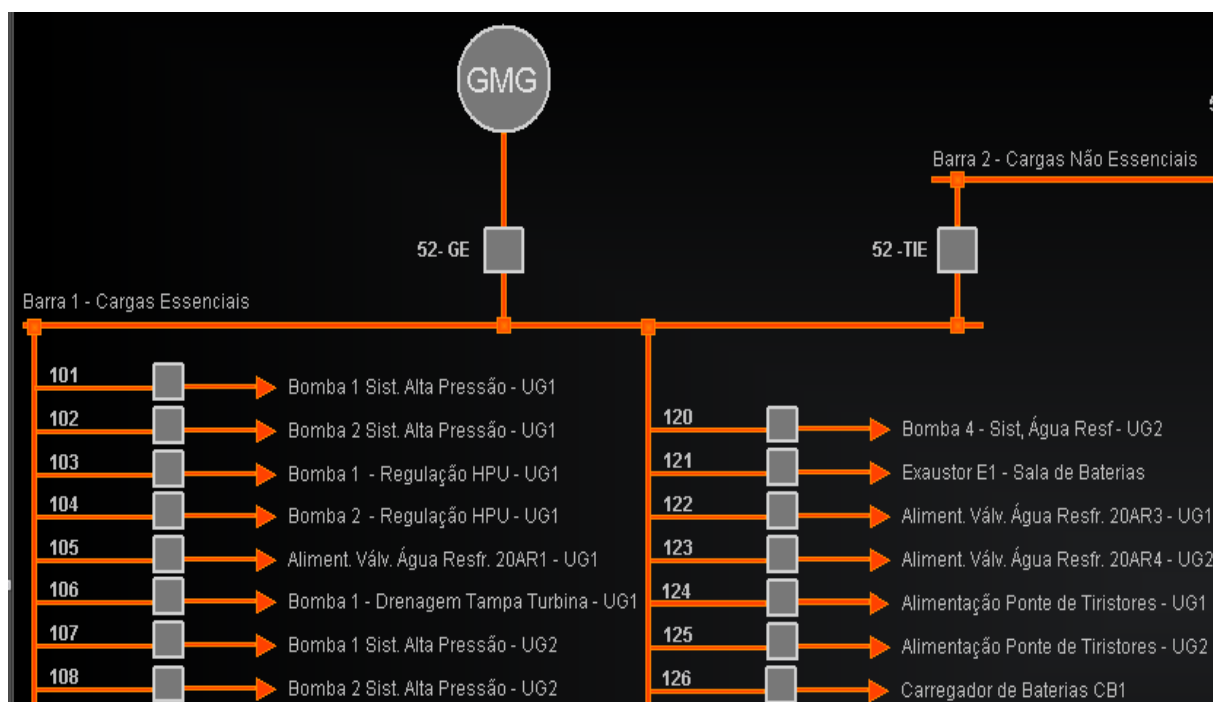 GMG
Barra 2 - Cargas Não Essenciais
52- GE
52 -TIE
Barra 1 - Cargas Essenciais
101
Bomba 1 Sist. Alta Pressão - UG1
102
Bomba 2 Sist. Alta Pressão - UG1
103
Bomba 1 - Regulação HPU - UG1
104
Bomba 2 - Regulação HPU - UG1
105
Aliment. Válv. Água Resfr. 20AR1 - UG1
106
Bomba 1 - Drenagem Tampa Turbina - UG1
107
Bomba 1 Sist. Alta Pressão - UG2
108
Bomba 2 Sist. Alta Pressão - UG2
120
Bomba 4 - Sist, Água Resf - UG2
121
Exaustor E1 - Sala de Baterias
122
Aliment. Válv. Água Resfr. 20AR3 - UG1
123
Aliment. Válv. Água Resfr. 20AR4 - UG2
124
Alimentação Ponte de Tiristores - UG1
125
Alimentação Ponte de Tiristores - UG2
126
Carregador de Baterias CB1